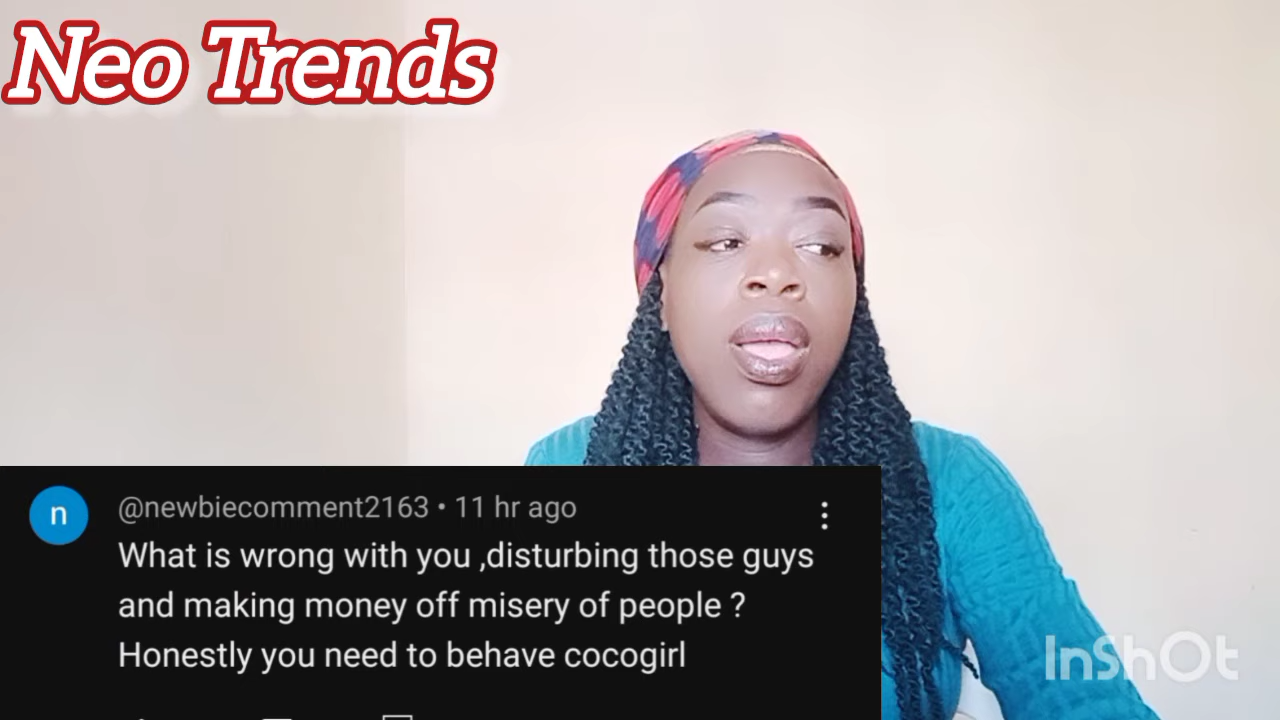 Neo Trends
n
@newbiecomment2163 • 11 hr ago
What is wrong with you ,disturbing those guys
and making money off misery of people ?
Honestly you need to behave cocogirl
InShOt